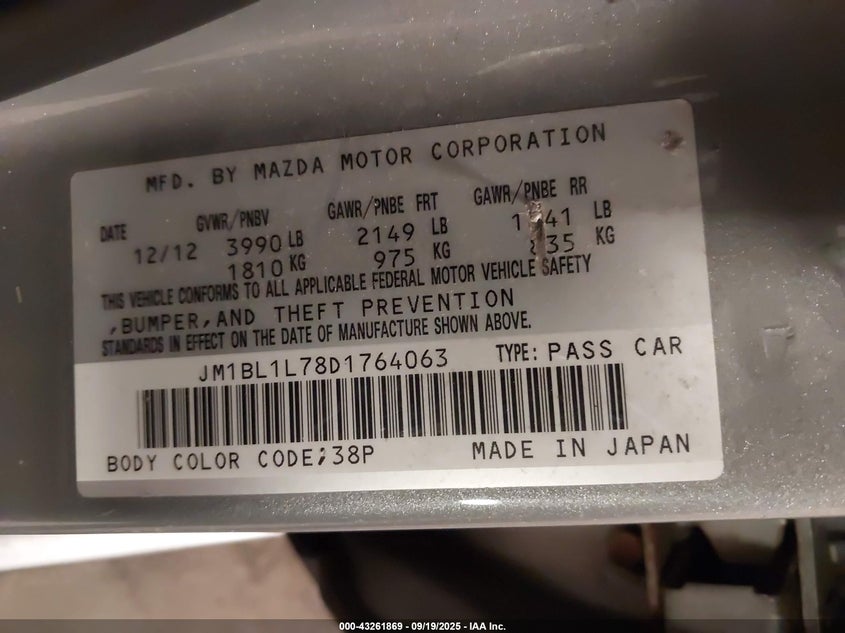 MFD. BY MAZDA MOTOR CORPORATION
DATE GVWR/PNBV GAWR/PNBE FRT GAWR/PNBE RR
12/12 3990 LB 2149 LB LB
1810 KG 975 KG KG
THIS VEHICLE CONFORMS TO ALL APPLICABLE FEDERAL MOTOR VEHICLE SAFETY
,BUMPER,AND THEFT PREVENTION
STANDARDS IN EFFECT ON THE DATE OF MANUFACTURE SHOWN ABOVE.
JM1BL1L78D1764063 TYPE: PASS CAR
BODY COLOR CODE;38P MADE IN JAPAN
000-43261869 - 09/19/2025 - IAA Inc.